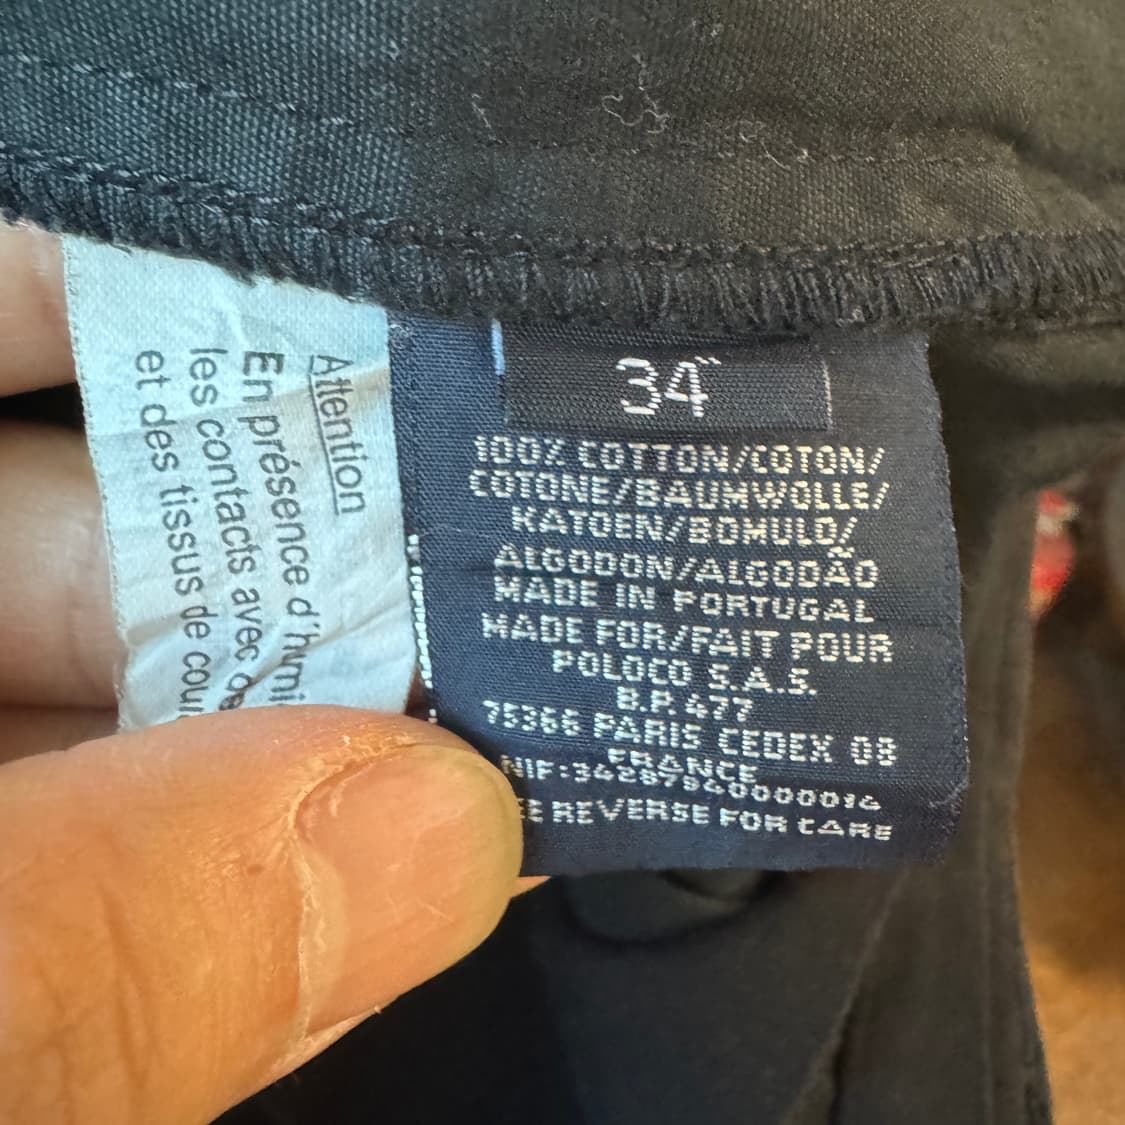 Attention
En présence d'humi
les contacts avec
et des tissus de
34"
100% COTTON/COTON/
COTONE/BAUMWOLLE/
KATOEN/BOMULD/
ALGODON/ALGODÃO
MADE IN PORTUGAL
MADE FOR/FAIT POUR
POLOCO S.A.S.
B.P. 477
75366 PARIS CEDEX 08
FRANCE
NIF:
REVERSE FOR CARE